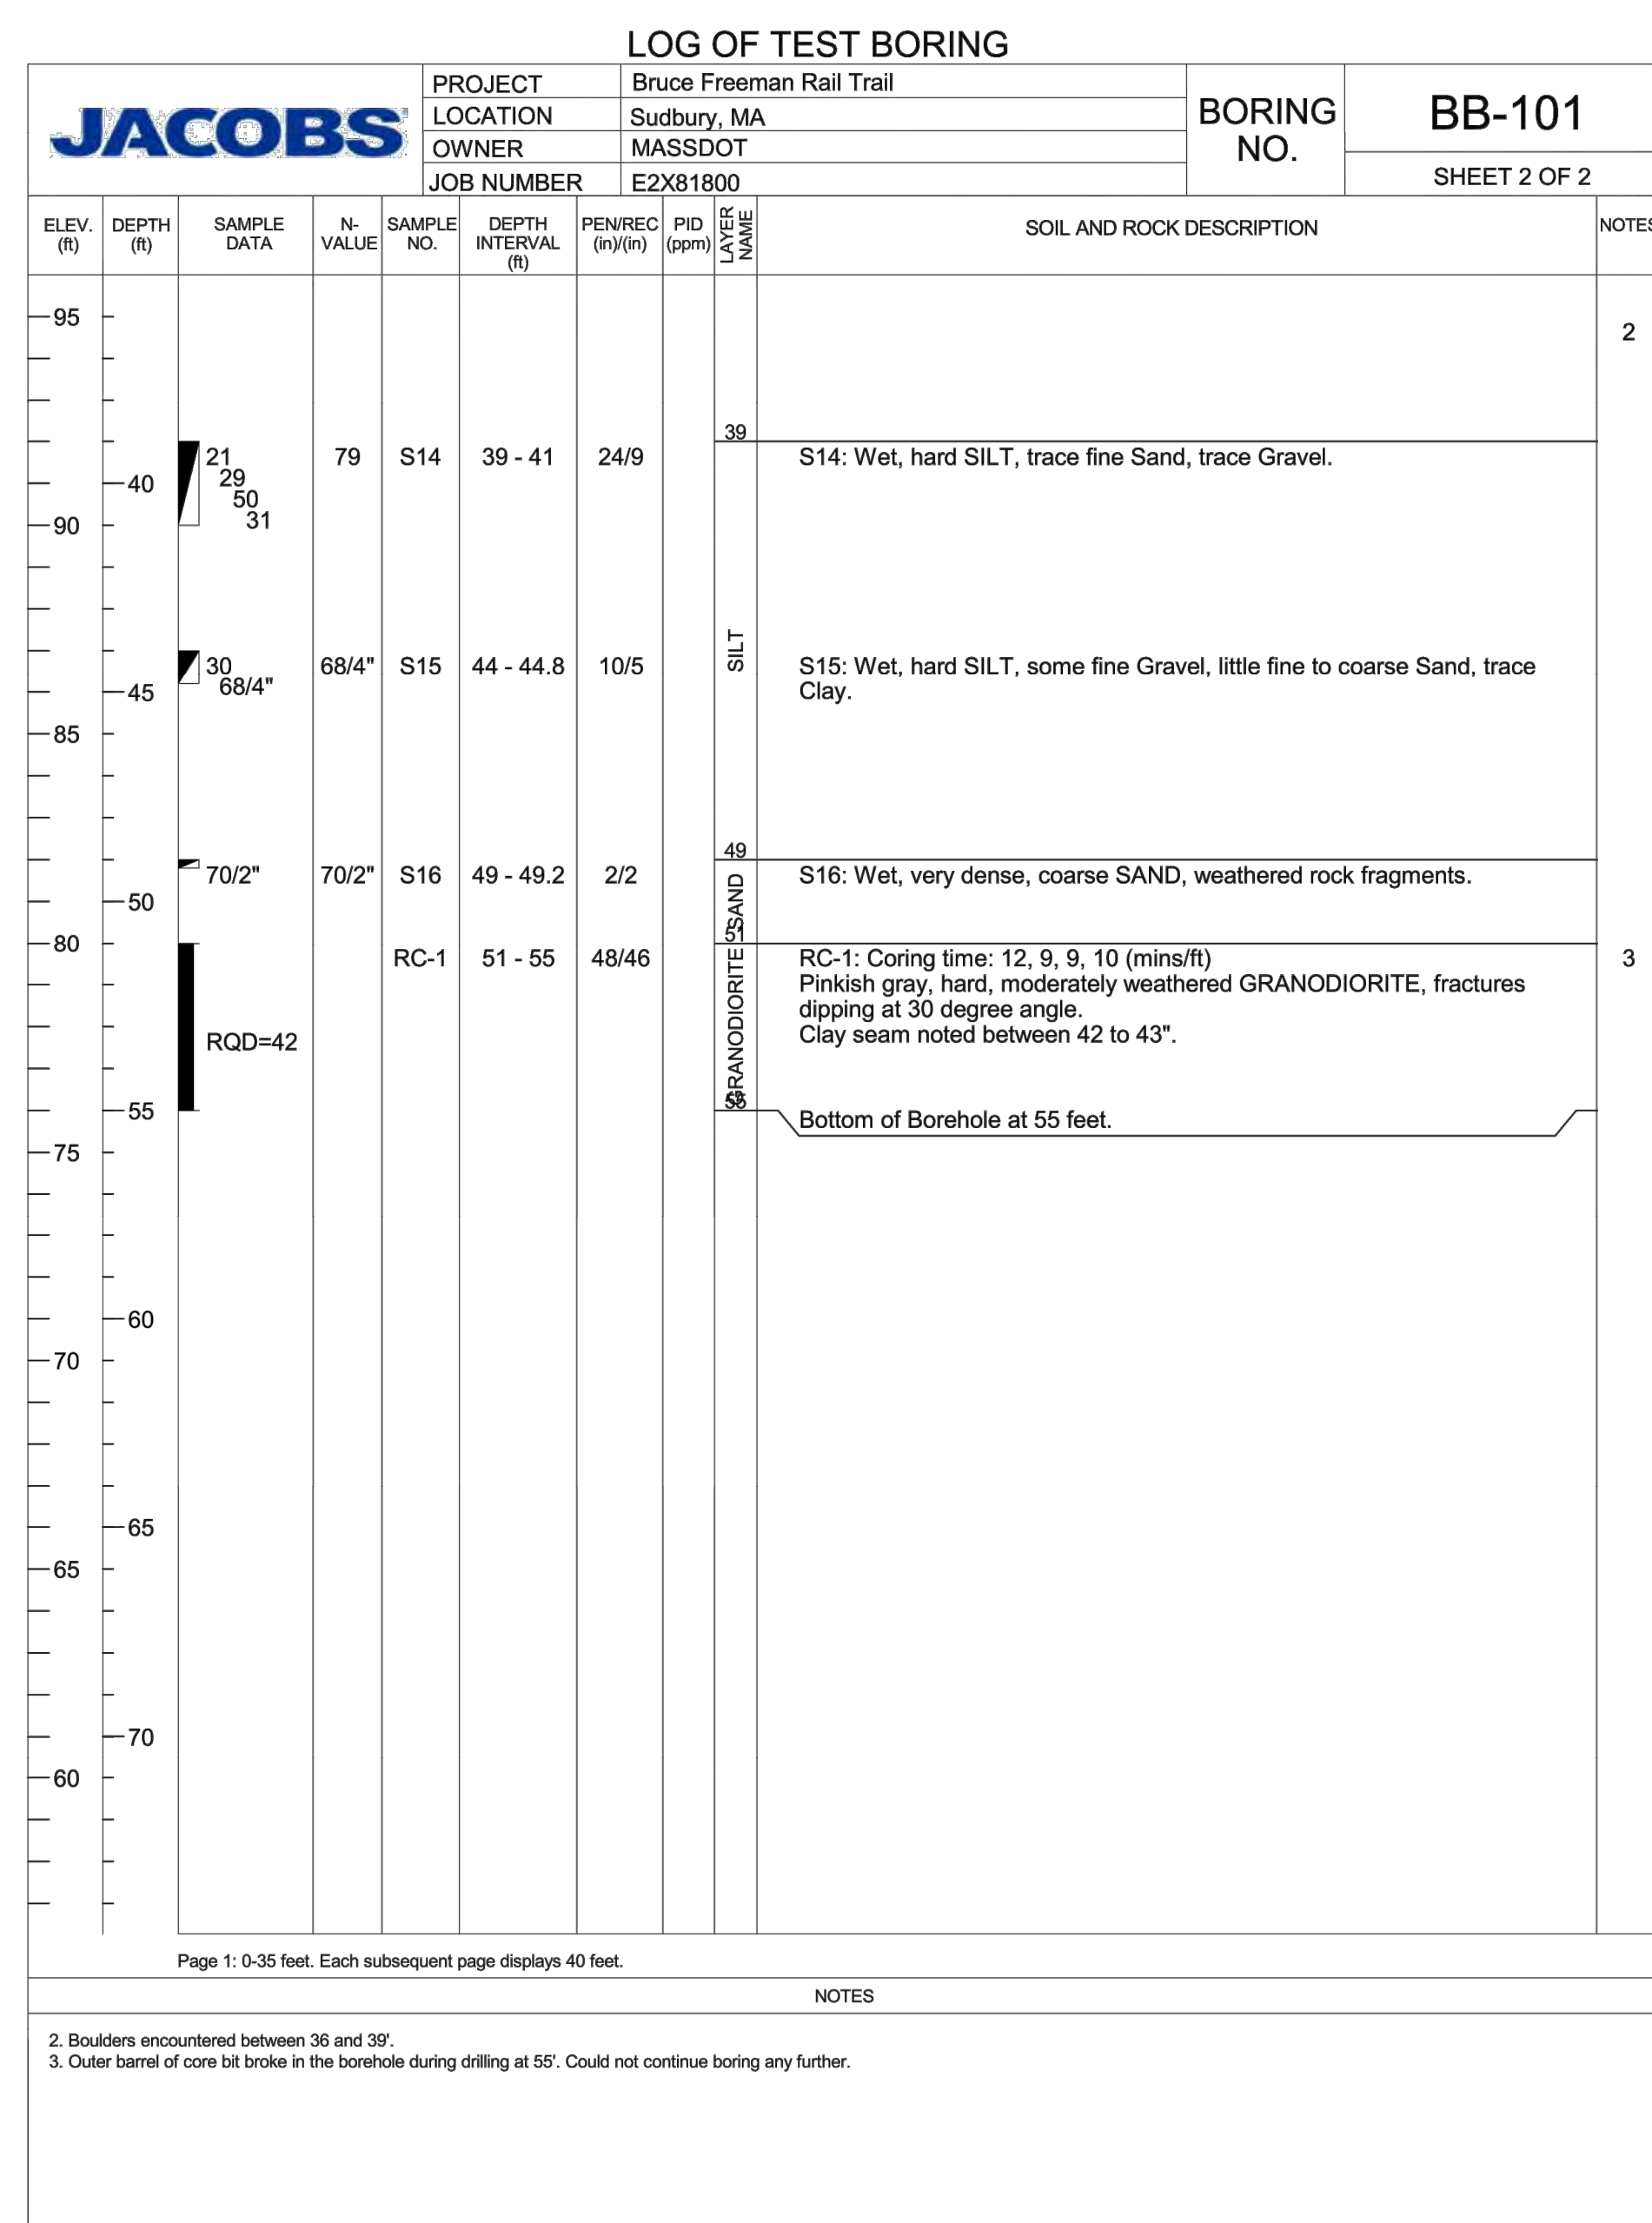 LOG OF TEST BORING
JACOBS
PROJECT Bruce Freeman Rail Trail
LOCATION Sudbury, MA
OWNER MASSDOT
JOB NUMBER E2X81800
BORING
NO.
BB-101
SHEET 2 OF 2
ELEV.
(ft)
DEPTH
(ft)
SAMPLE
DATA
N-
VALUE
SAMPLE
NO.
DEPTH
INTERVAL
(ft)
PEN/REC
(in)/(in)
PID
(ppm)
LAYER
NAME
SOIL AND ROCK DESCRIPTION
NOTES
95
2
39
21 79 S14 39 - 41 24/9 S14: Wet, hard SILT, trace fine Sand, trace Gravel.
29
40
50
31
90
SILT
30 68/4" S15 44 - 44.8 10/5 S15: Wet, hard SILT, some fine Gravel, little fine to coarse Sand, trace
68/4" Clay.
45
85
49
70/2" 70/2" S16 49 - 49.2 2/2 S16: Wet, very dense, coarse SAND, weathered rock fragments.
SAND
50
51
80
RC-1 51 - 55 48/46 RC-1: Coring time: 12, 9, 9, 10 (mins/ft)
3
Pinkish gray, hard, moderately weathered GRANODIORITE, fractures
dipping at 30 degree angle.
Clay seam noted between 42 to 43".
RQD=42
GRANODIORITE
55
55
Bottom of Borehole at 55 feet.
75
60
70
65
65
70
60
Page 1: 0-35 feet. Each subsequent page displays 40 feet.
NOTES
2. Boulders encountered between 36 and 39'.
3. Outer barrel of core bit broke in the borehole during drilling at 55'. Could not continue boring any further.